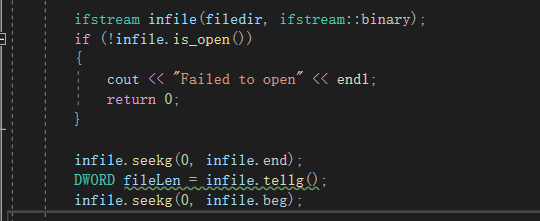 ifstream infile(filedir, ifstream::binary);
if (!infile.is_open())
{
cout << "Failed to open" << endl;
return 0;
}
infile.seekg(0, infile.end);
DWORD fileLen = infile.tellg();
infile.seekg(0, infile.beg);